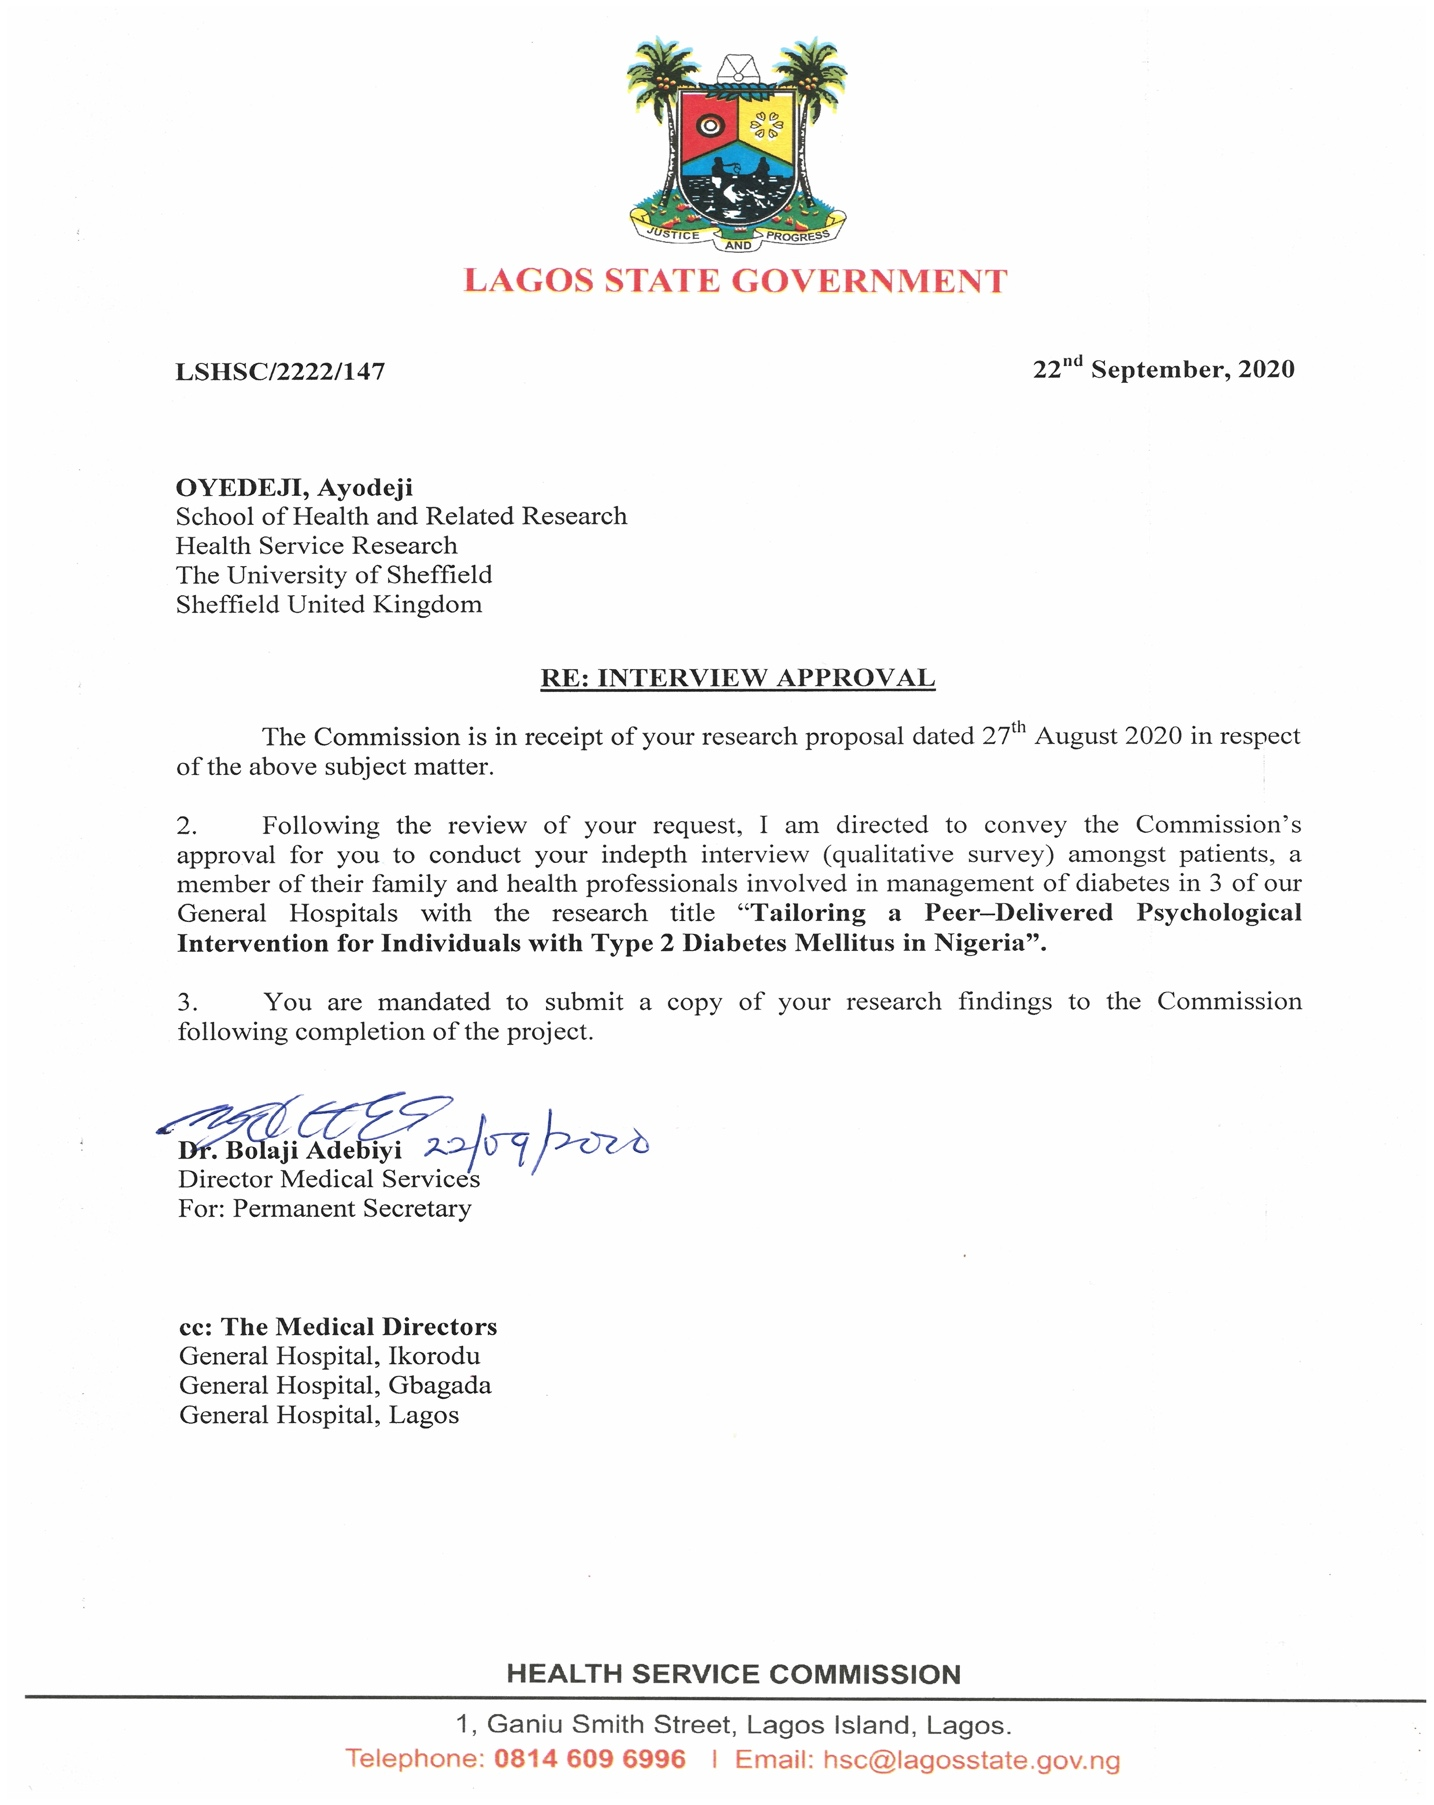 JUSTICE AND PROGRESS
LAGOS STATE GOVERNMENT
LSHSC/2222/147
22nd September, 2020
OYEDEJI, Ayodeji
School of Health and Related Research
Health Service Research
The University of Sheffield
Sheffield United Kingdom
RE: INTERVIEW APPROVAL
The Commission is in receipt of your research proposal dated 27th August 2020 in respect
of the above subject matter.
2. Following the review of your request, I am directed to convey the Commission's
approval for you to conduct your indepth interview (qualitative survey) amongst patients, a
member of their family and health professionals involved in management of diabetes in 3 of our
General Hospitals with the research title “Tailoring a Peer–Delivered Psychological
Intervention for Individuals with Type 2 Diabetes Mellitus in Nigeria”.
3. You are mandated to submit a copy of your research findings to the Commission
following completion of the project.
Dr. Bolaji Adebiyi 22/09/2020
Director Medical Services
For: Permanent Secretary
cc: The Medical Directors
General Hospital, Ikorodu
General Hospital, Gbagada
General Hospital, Lagos
HEALTH SERVICE COMMISSION
1, Ganiu Smith Street, Lagos Island, Lagos.
Telephone: 0814 609 6996 | Email: hsc@lagosstate.gov.ng